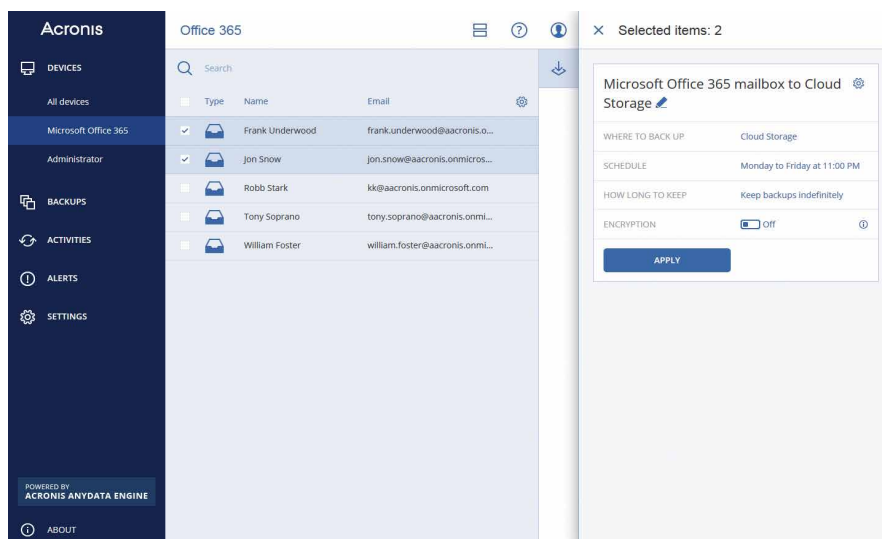 Acronis
DEVICES
All devices
Microsoft Office 365
Administrator
BACKUPS
ACTIVITIES
ALERTS
SETTINGS
POWERED BY
ACRONIS ANYDATA ENGINE
ABOUT
Office 365
Search
Type Name Email
Frank Underwood frank.underwood@aacronis.o...
Jon Snow jon.snow@aacronis.onmicros...
Robb Stark kk@aacronis.onmicrosoft.com
Tony Soprano tony.soprano@aacronis.onmi...
William Foster william.foster@aacronis.onmi...
Selected items: 2
Microsoft Office 365 mailbox to Cloud
Storage
WHERE TO BACK UP Cloud Storage
SCHEDULE Monday to Friday at 11:00 PM
HOW LONG TO KEEP Keep backups indefinitely
ENCRYPTION Off
APPLY